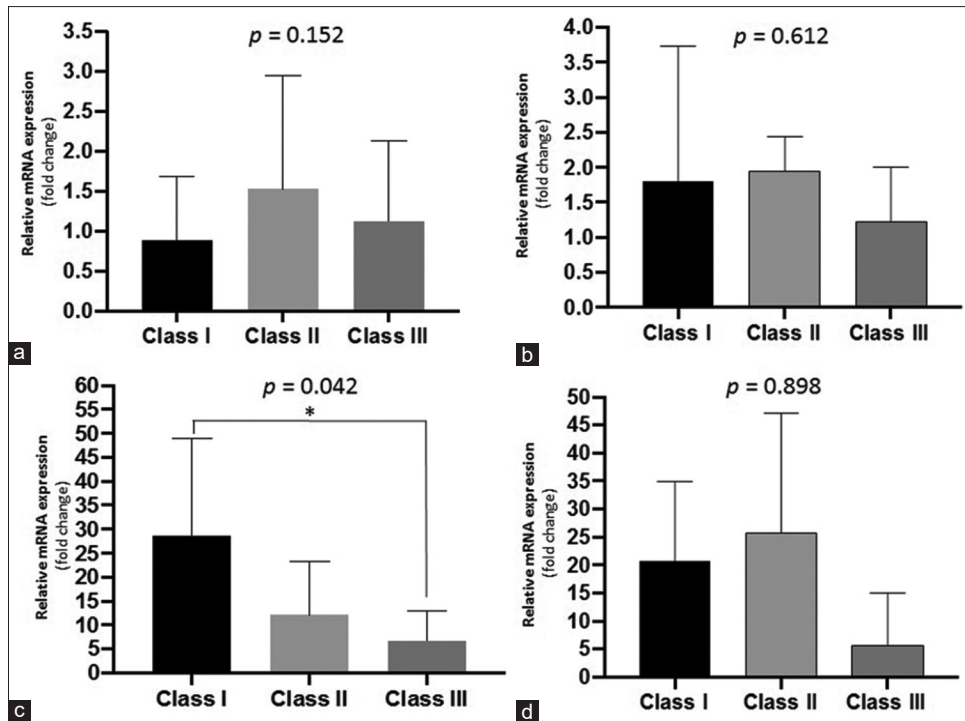 p = 0.152
3.5
3.0
2.5
2.0
1.5
1.0
0.5
0.0
Relative mRNA expression
(fold change)
Class I Class II Class III
a
p = 0.612
4.0
3.5
3.0
2.5
2.0
1.5
1.0
0.5
0.0
Relative mRNA expression
(fold change)
Class I Class II Class III
b
p = 0.042
*
60
55
50
45
40
35
30
25
20
15
10
5
0
Relative mRNA expression
(fold change)
Class I Class II Class III
c
p = 0.898
50
45
40
35
30
25
20
15
10
5
0
Relative mRNA expression
(fold change)
Class I Class II Class III
d